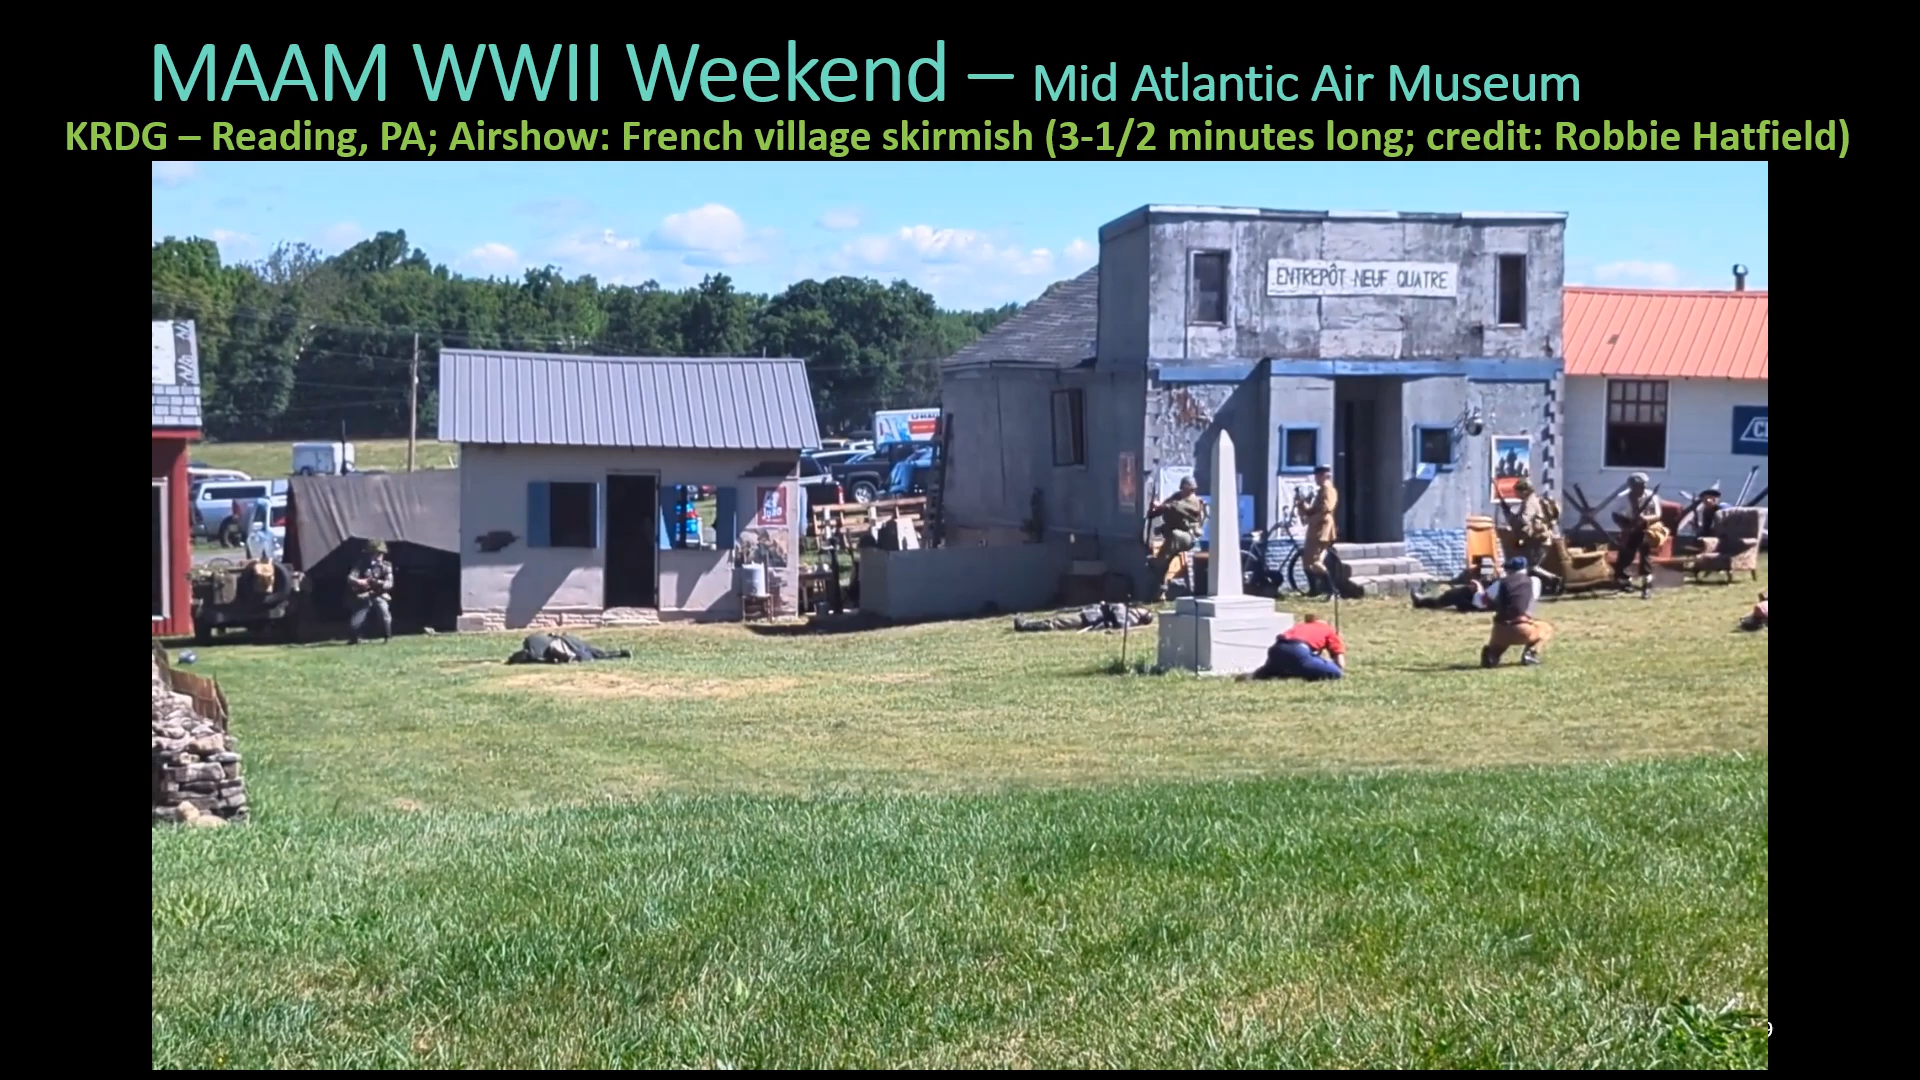 MAAM WWII Weekend – Mid Atlantic Air Museum
KRDG – Reading, PA; Airshow: French village skirmish (3-1/2 minutes long; credit: Robbie Hatfield)
ENTREPÔT NEUF QUATRE
9